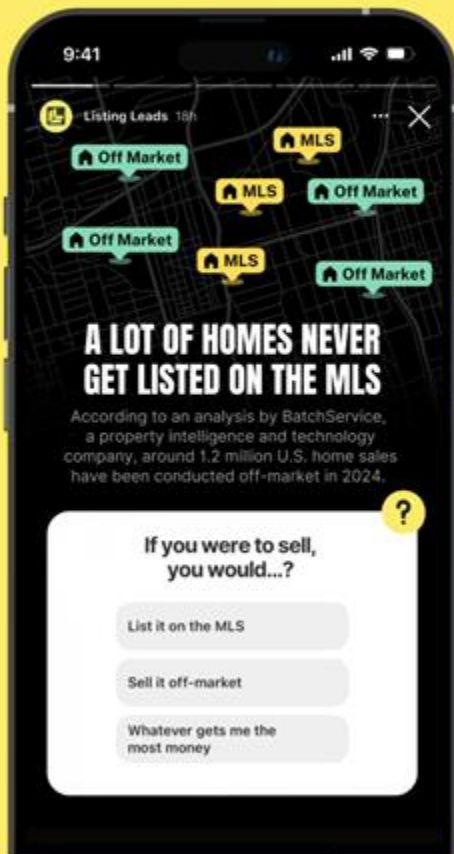 9:41
Listing Leads 18h
MLS
Off Market
MLS
Off Market
Off Market
MLS
Off Market
A LOT OF HOMES NEVER
GET LISTED ON THE MLS
According to an analysis by BatchService,
a property intelligence and technology
company, around 1.2 million U.S. home sales
have been conducted off-market in 2024.
?
If you were to sell,
you would...?
List it on the MLS
Sell it off-market
Whatever gets me the
most money